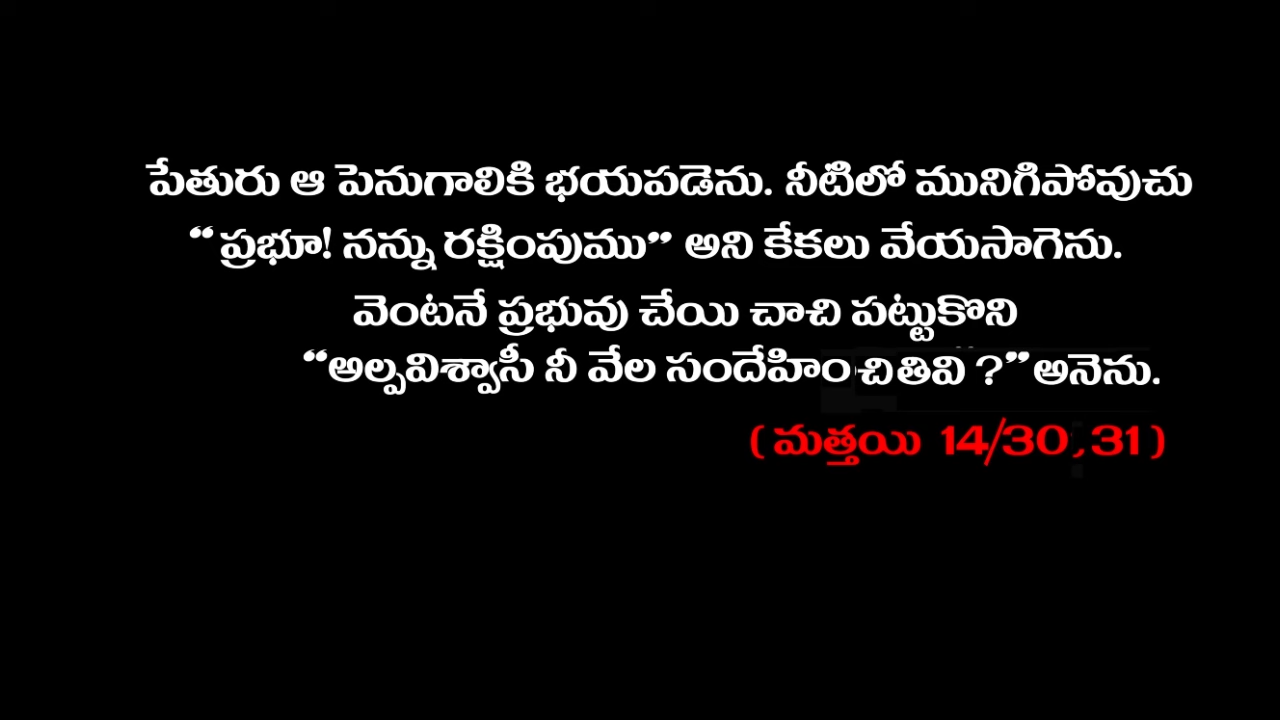 పేతురు ఆ పెనుగాలికి భయపడెను. నీటిలో మునిగిపోవుచు
“ప్రభూ! నన్ను రక్షింపుము” అని కేకలు వేయసాగెను.
వెంటనే ప్రభువు చేయి చాచి పట్టుకొని
“అల్పవిశ్వాసీ నీ వేల సందేహించితివి ?” అనెను.
( మత్తయి 14/30,31 )